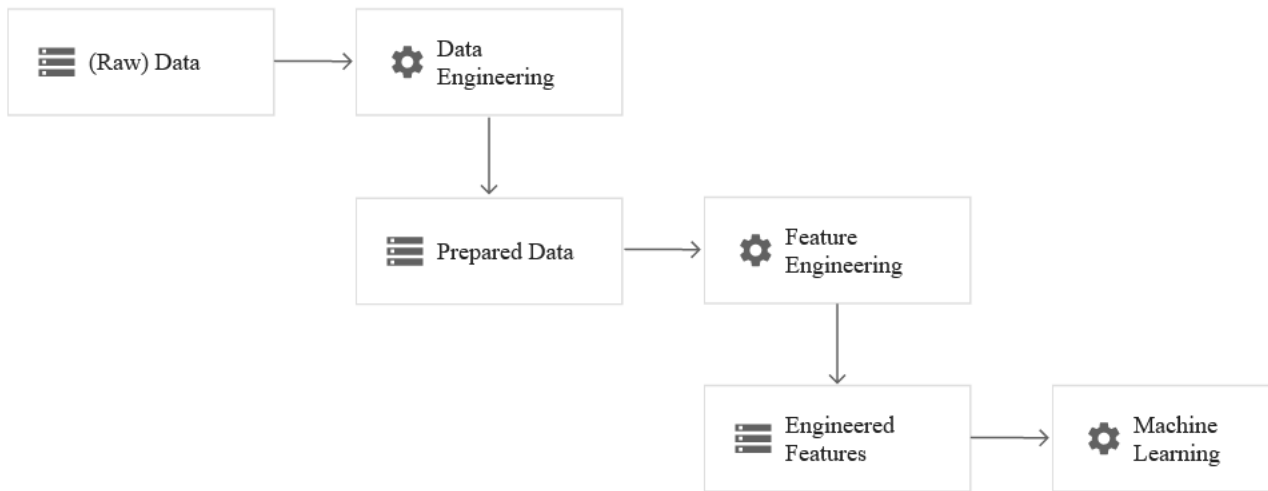 (Raw) Data
Data
Engineering
Prepared Data
Feature
Engineering
Engineered
Features
Machine
Learning